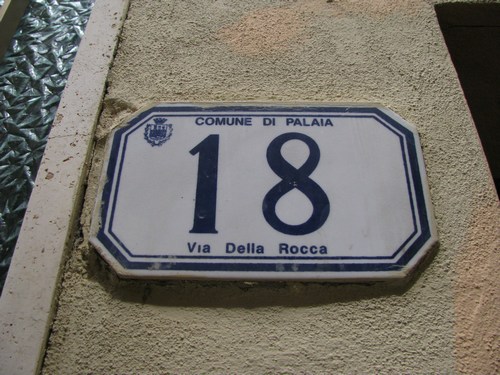 COMUNE DI PALAIA
18
Via Della Rocca